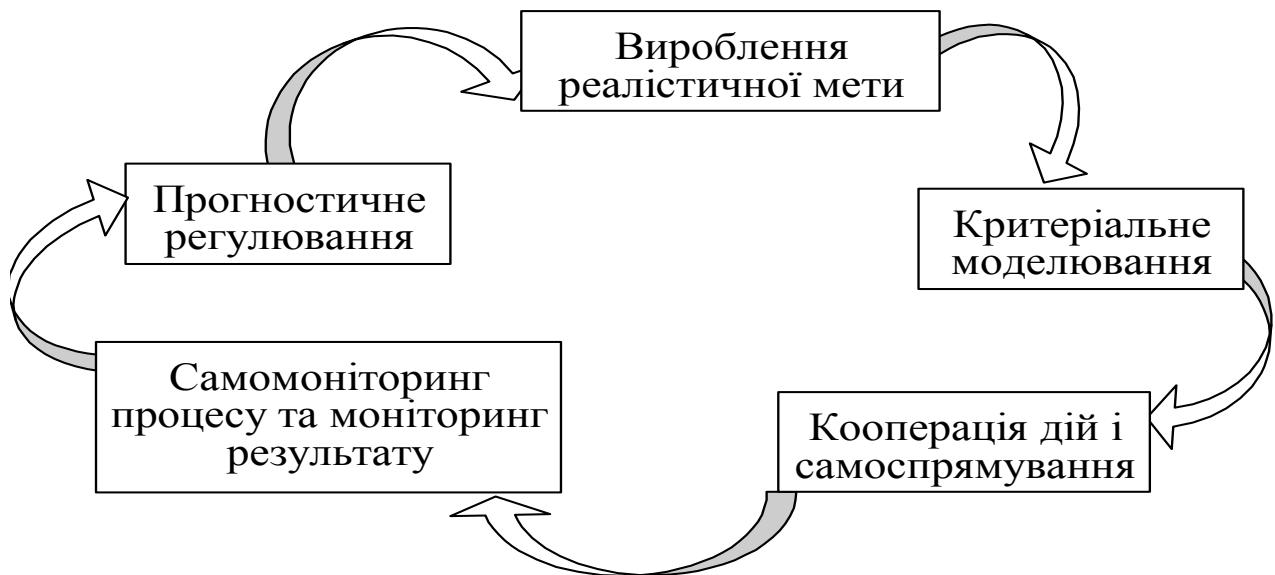 Вироблення
реалістичної мети
Прогностичне
регулювання
Критеріальне
моделювання
Самомоніторинг
процесу та моніторинг
результату
Кооперація дій і
самоспрямування